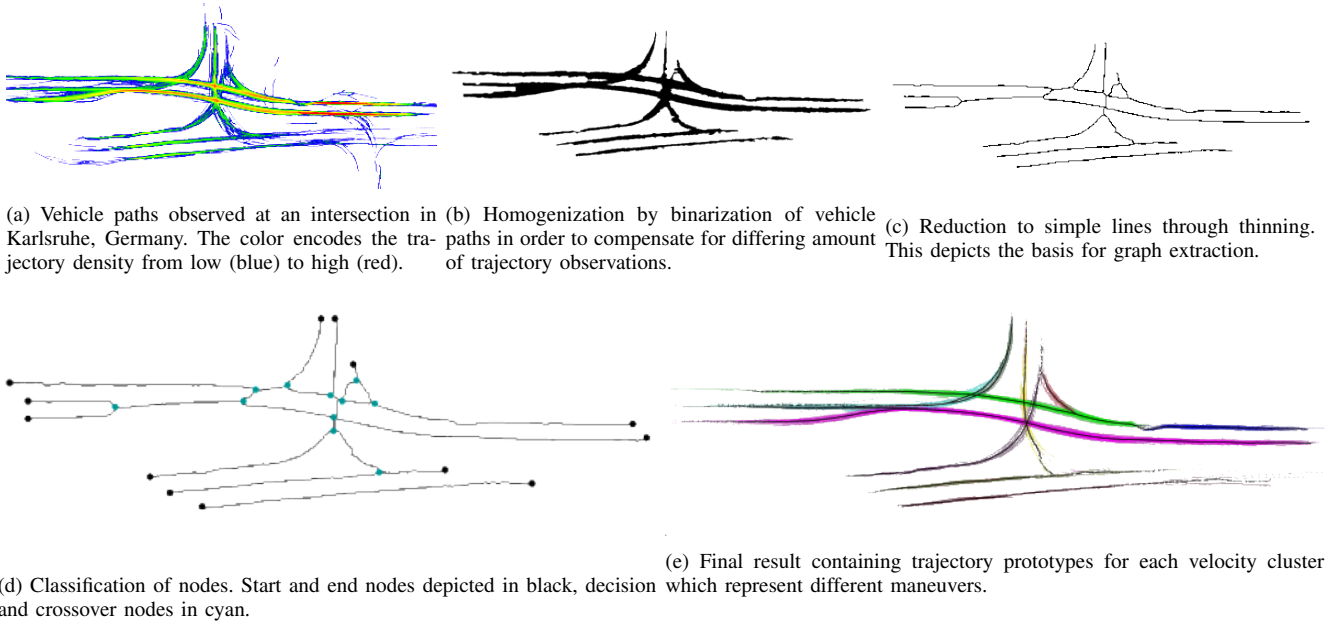 (a) Vehicle paths observed at an intersection in
Karlsruhe, Germany. The color encodes the tra-
jectory density from low (blue) to high (red).
(b) Homogenization by binarization of vehicle
paths in order to compensate for differing amount
of trajectory observations.
(c) Reduction to simple lines through thinning.
This depicts the basis for graph extraction.
(d) Classification of nodes. Start and end nodes depicted in black, decision
and crossover nodes in cyan.
(e) Final result containing trajectory prototypes for each velocity cluster
which represent different maneuvers.